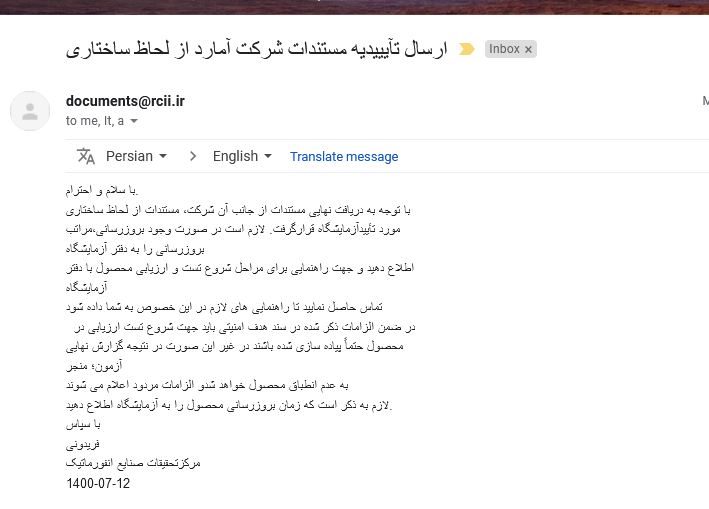 ارسال تآیییدیه مستندات شرکت آمارد از لحاظ ساختاری
Inbox ×
documents@rcii.ir
M
to me, It, a
Persian > English Translate message
با سلام و احترام.
با توجه به دریافت نهایی مستندات از جانب آن شرکت، مستندات از لحاظ ساختاری
مورد تأییدآزمایشگاه قرارگرفت. لازم است در صورت وجود بروزرسانی،مراتب
بروزرسانی را به دفتر آزمایشگاه
اطلاع دهید و جهت راهنمایی برای مراحل شروع تست و ارزیابی محصول با دفتر
آزمایشگاه
تماس حاصل نمایید تا راهنمایی های لازم در این خصوص به شما داده شود
در ضمن الزامات ذکر شده در سند هدف امنیتی باید جهت شروع تست ارزیابی در
محصول حتماً پیاده سازی شده باشند در غیر این صورت در نتیجه گزارش نهایی
آزمون؛ منجر
به عدم انطباق محصول خواهد شدو الزامات مردود اعلام می شوند
لازم به ذکر است که زمان بروزرسانی محصول را به آزمایشگاه اطلاع دهید.
با سپاس
فریدونی
مرکزتحقیقات صنایع انفورماتیک
1400-07-12